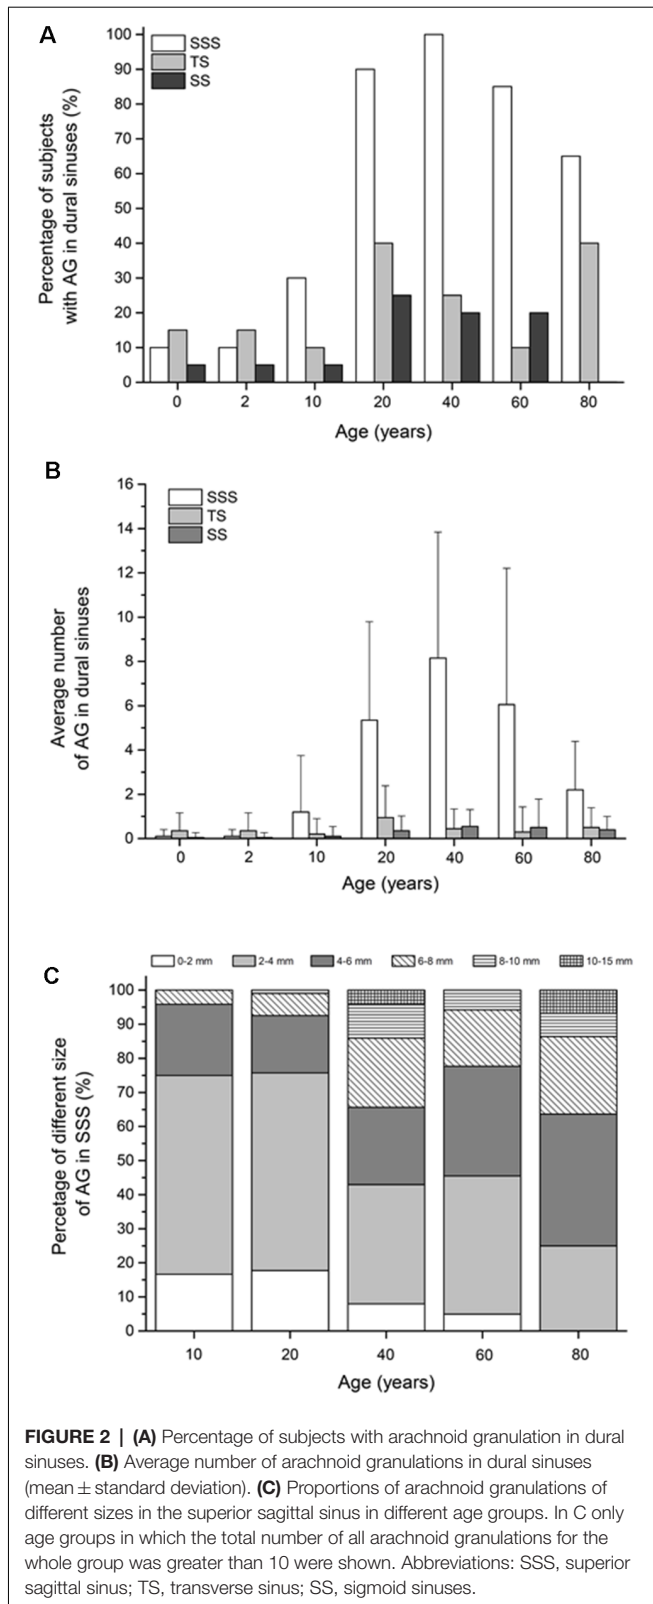 A
SSS
TS
SS
Percentage of subjects
with AG in dural sinuses (%)
100
90
80
70
60
50
40
30
20
10
0
0 2 10 20 40 60 80
Age (years)
B
SSS
TS
SS
Average number
of AG in dural sinuses
16
14
12
10
8
6
4
2
0
0 2 10 20 40 60 80
Age (years)
0-2 mm 2-4 mm 4-6 mm 6-8 mm 8-10 mm 10-15 mm
C
Percetage of different size
of AG in SSS (%)
100
90
80
70
60
50
40
30
20
10
0
10 20 40 60 80
Age (years)
FIGURE 2 | (A) Percentage of subjects with arachnoid granulation in dural
sinuses. (B) Average number of arachnoid granulations in dural sinuses
(mean ± standard deviation). (C) Proportions of arachnoid granulations of
different sizes in the superior sagittal sinus in different age groups. In C only
age groups in which the total number of all arachnoid granulations for the
whole group was greater than 10 were shown. Abbreviations: SSS, superior
sagittal sinus; TS, transverse sinus; SS, sigmoid sinuses.